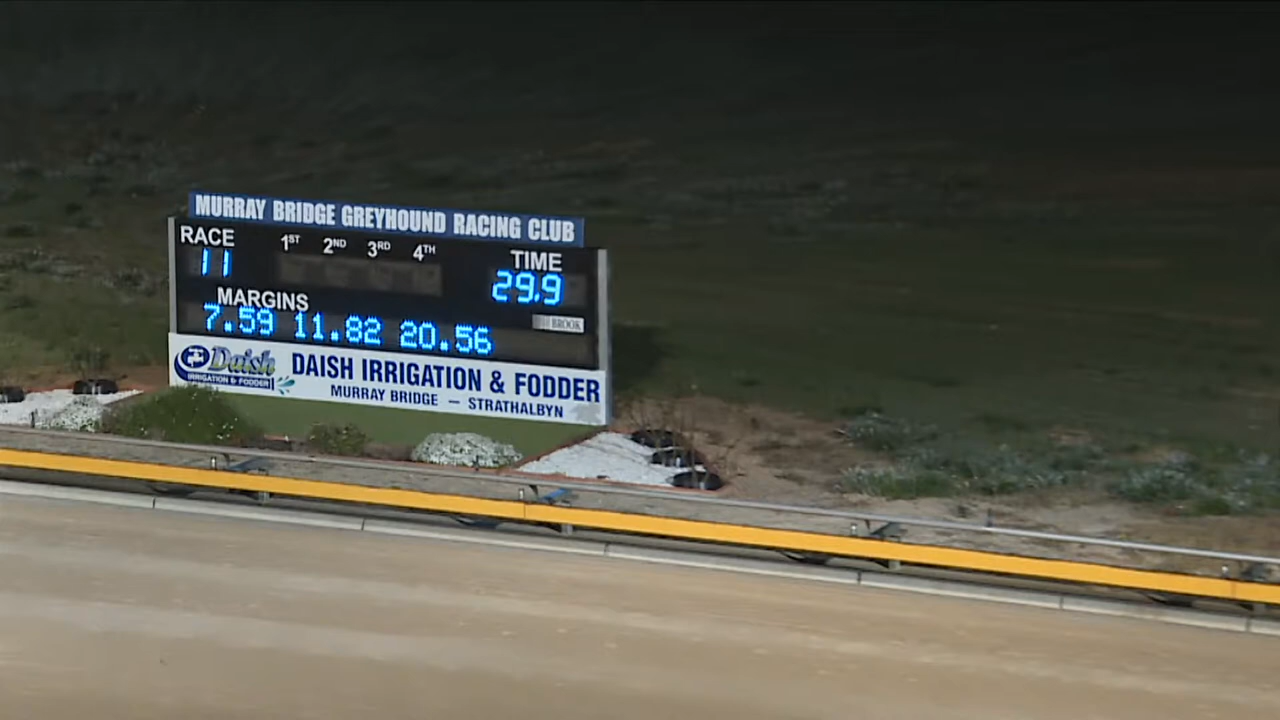 MURRAY BRIDGE GREYHOUND RACING CLUB
RACE 1ST 2ND 3RD 4TH TIME
11 29.9
MARGINS
7.59 11.82 20.56
BROOK
Daish
IRRIGATION & FODDER
DAISH IRRIGATION & FODDER
MURRAY BRIDGE — STRATHALBYN